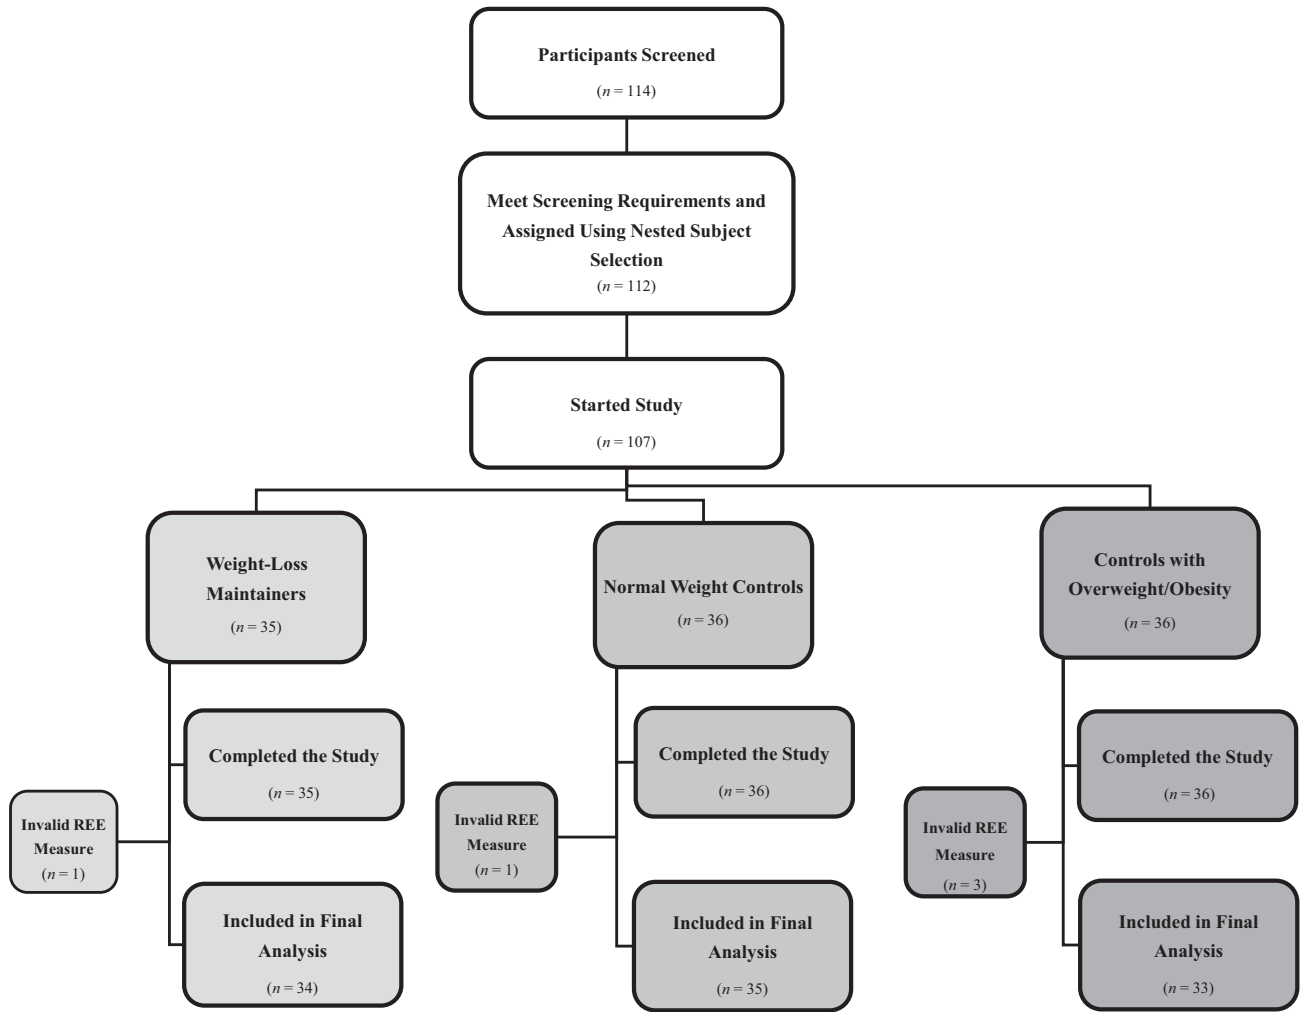 Participants Screened
(n = 114)
Meet Screening Requirements and
Assigned Using Nested Subject
Selection
(n = 112)
Started Study
(n = 107)
Weight-Loss
Maintainers
(n = 35)
Normal Weight Controls
(n = 36)
Controls with
Overweight/Obesity
(n = 36)
Completed the Study
(n = 35)
Completed the Study
(n = 36)
Completed the Study
(n = 36)
Invalid REE
Measure
(n = 1)
Invalid REE
Measure
(n = 1)
Invalid REE
Measure
(n = 3)
Included in Final
Analysis
(n = 34)
Included in Final
Analysis
(n = 35)
Included in Final
Analysis
(n = 33)